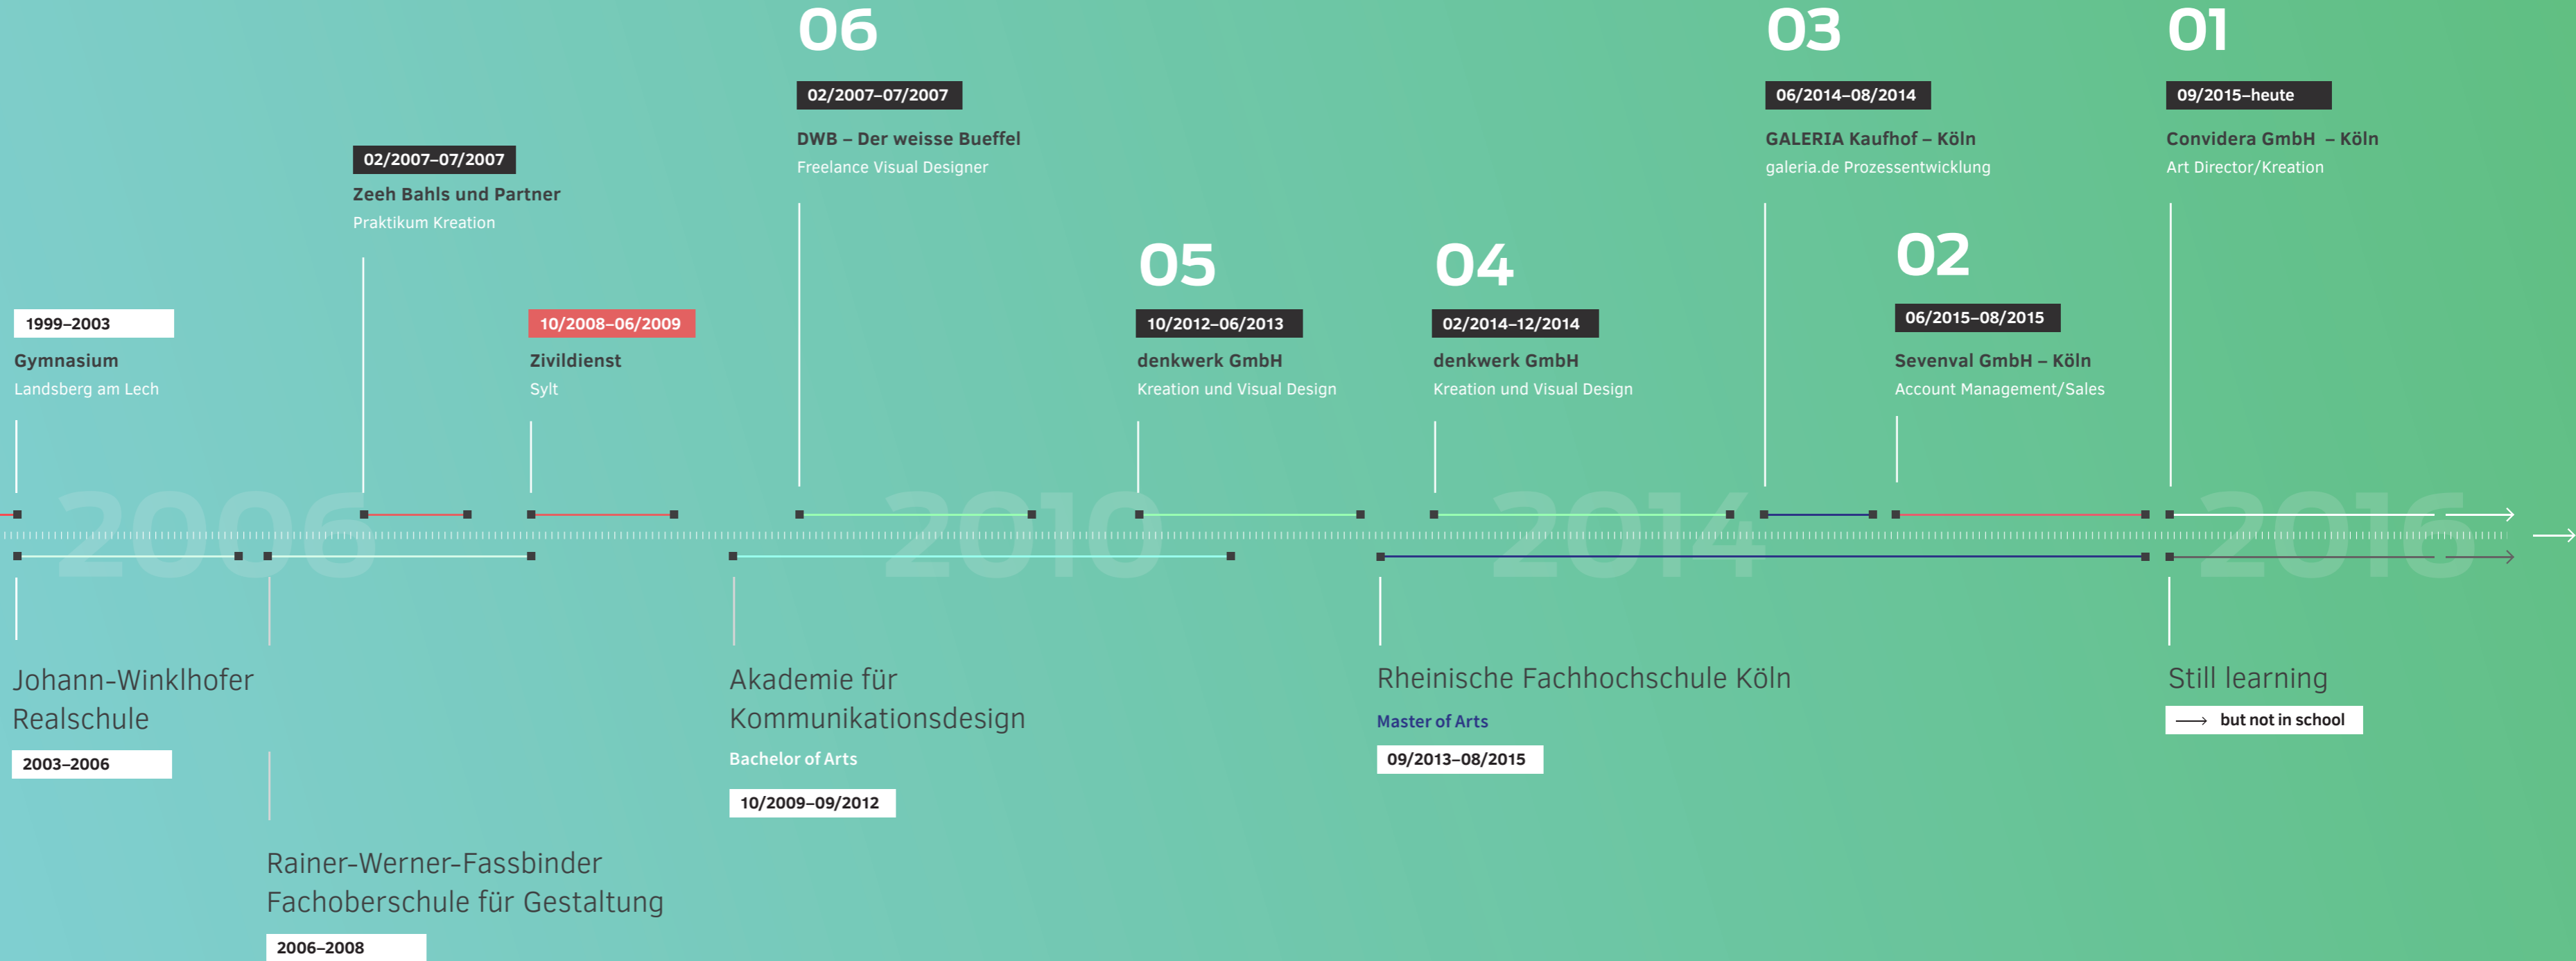 1999–2003
Gymnasium
Landsberg am Lech
02/2007–07/2007
Zeeh Bahls und Partner
Praktikum Kreation
10/2008–06/2009
Zivildienst
Sylt
06
02/2007–07/2007
DWB – Der weisse Bueffel
Freelance Visual Designer
05
10/2012–06/2013
denkwerk GmbH
Kreation und Visual Design
04
02/2014–12/2014
denkwerk GmbH
Kreation und Visual Design
03
06/2014–08/2014
GALERIA Kaufhof – Köln
galeria.de Prozessentwicklung
02
06/2015–08/2015
Sevenval GmbH – Köln
Account Management/Sales
01
09/2015–heute
Convidera GmbH – Köln
Art Director/Kreation
2006
2010
2014
2016
Johann-Winklhofer
Realschule
2003–2006
Rainer-Werner-Fassbinder
Fachoberschule für Gestaltung
2006–2008
Akademie für
Kommunikationsdesign
Bachelor of Arts
10/2009–09/2012
Rheinische Fachhochschule Köln
Master of Arts
09/2013–08/2015
Still learning
but not in school